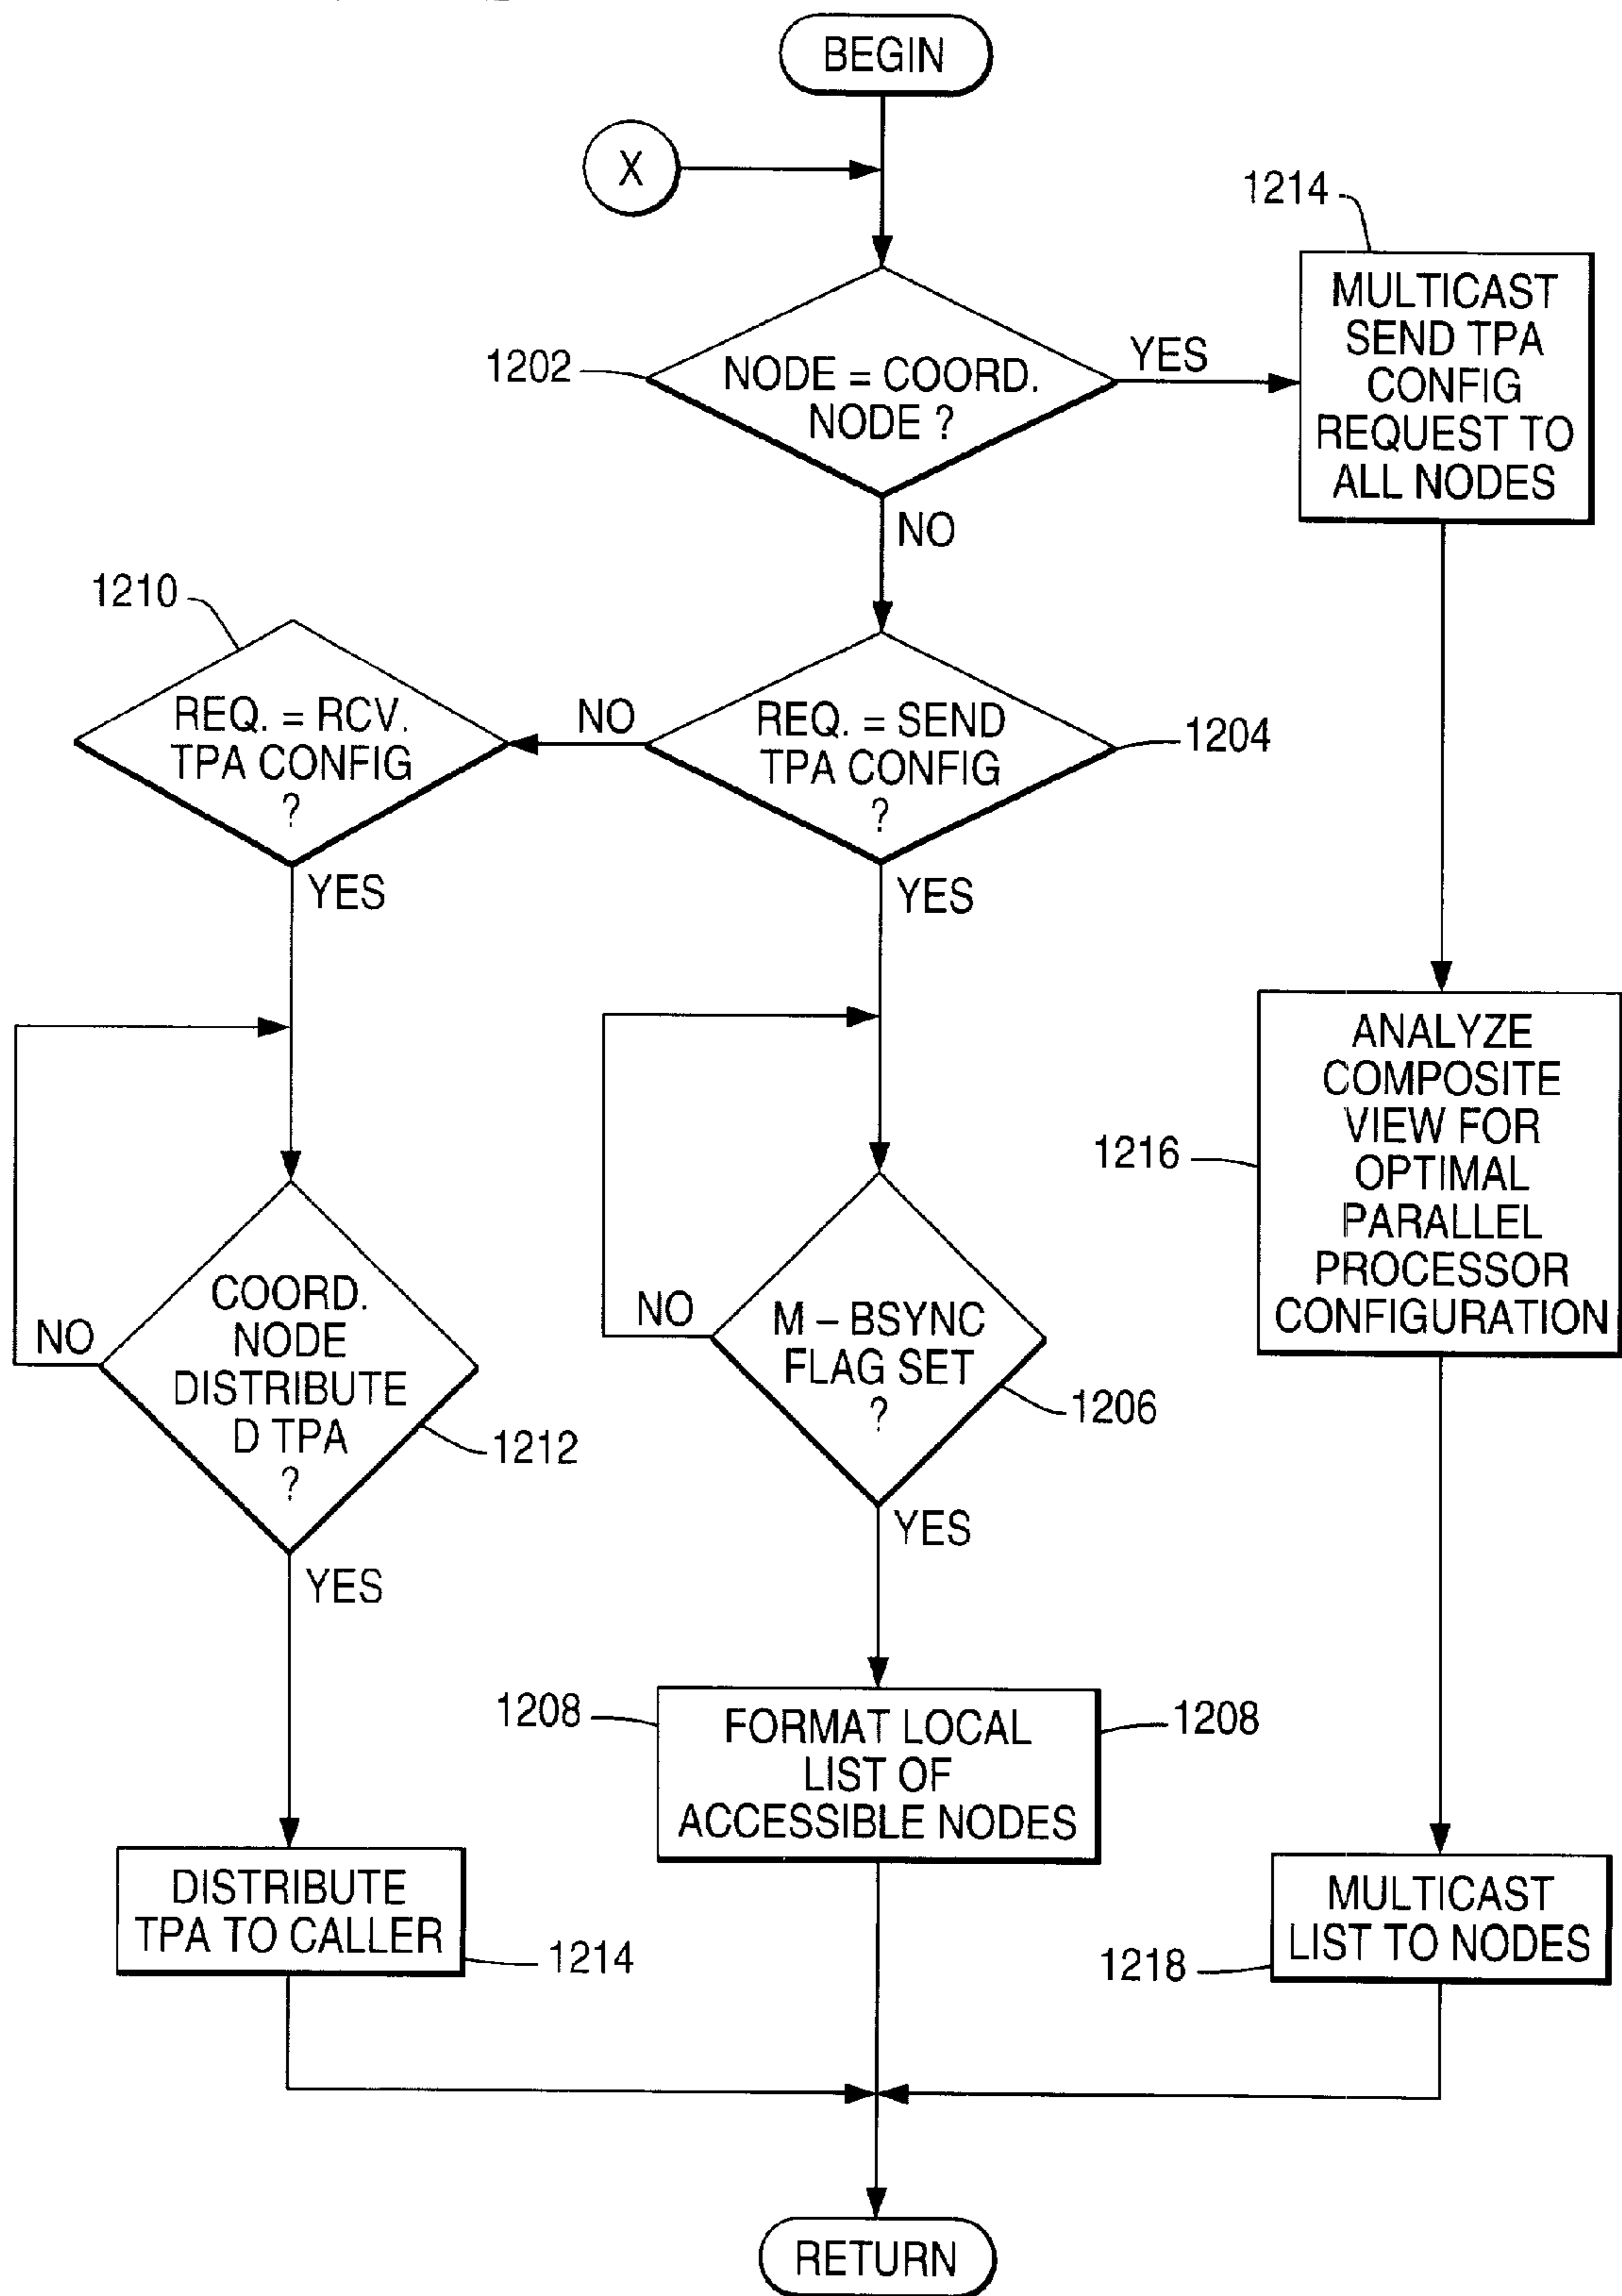 BEGIN
X
1214
MULTICAST
SEND TPA
CONFIG
REQUEST TO
ALL NODES
1202
NODE = COORD.
NODE ?
YES
NO
1210
REQ. = RCV.
TPA CONFIG
?
NO
REQ. = SEND
TPA CONFIG
?
1204
YES
YES
ANALYZE
COMPOSITE
VIEW FOR
OPTIMAL
PARALLEL
PROCESSOR
CONFIGURATION
1216
COORD.
NODE
DISTRIBUTE
D TPA
?
NO
1212
NO
M – BSYNC
FLAG SET
?
1206
YES
YES
1208
FORMAT LOCAL
LIST OF
ACCESSIBLE NODES
1208
DISTRIBUTE
TPA TO CALLER
1214
MULTICAST
LIST TO NODES
1218
RETURN